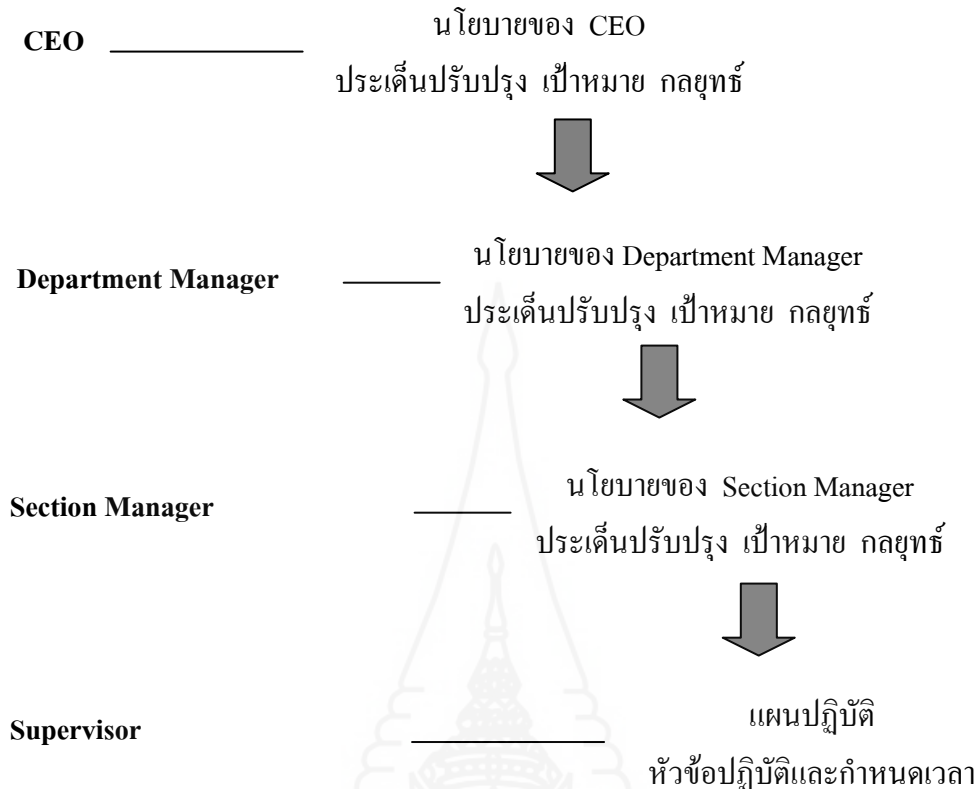 CEO
นโยบายของ CEO
ประเด็นปรับปรุง เป้าหมาย กลยุทธ์
Department Manager
นโยบายของ Department Manager
ประเด็นปรับปรุง เป้าหมาย กลยุทธ์
Section Manager
นโยบายของ Section Manager
ประเด็นปรับปรุง เป้าหมาย กลยุทธ์
Supervisor
แผนปฏิบัติ
หัวข้อปฏิบัติและกำหนดเวลา